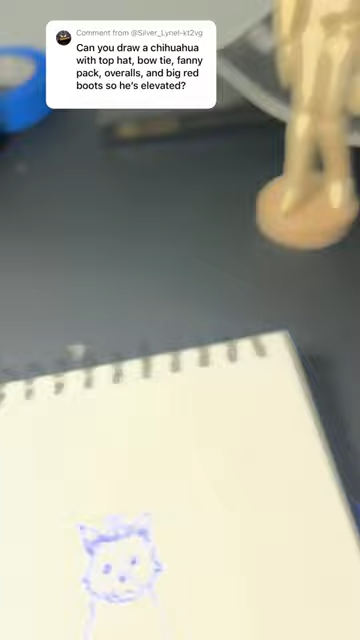 Comment from @Silver_Lynel-kt2vg
Can you draw a chihuahua
with top hat, bow tie, fanny
pack, overalls, and big red
boots so he's elevated?